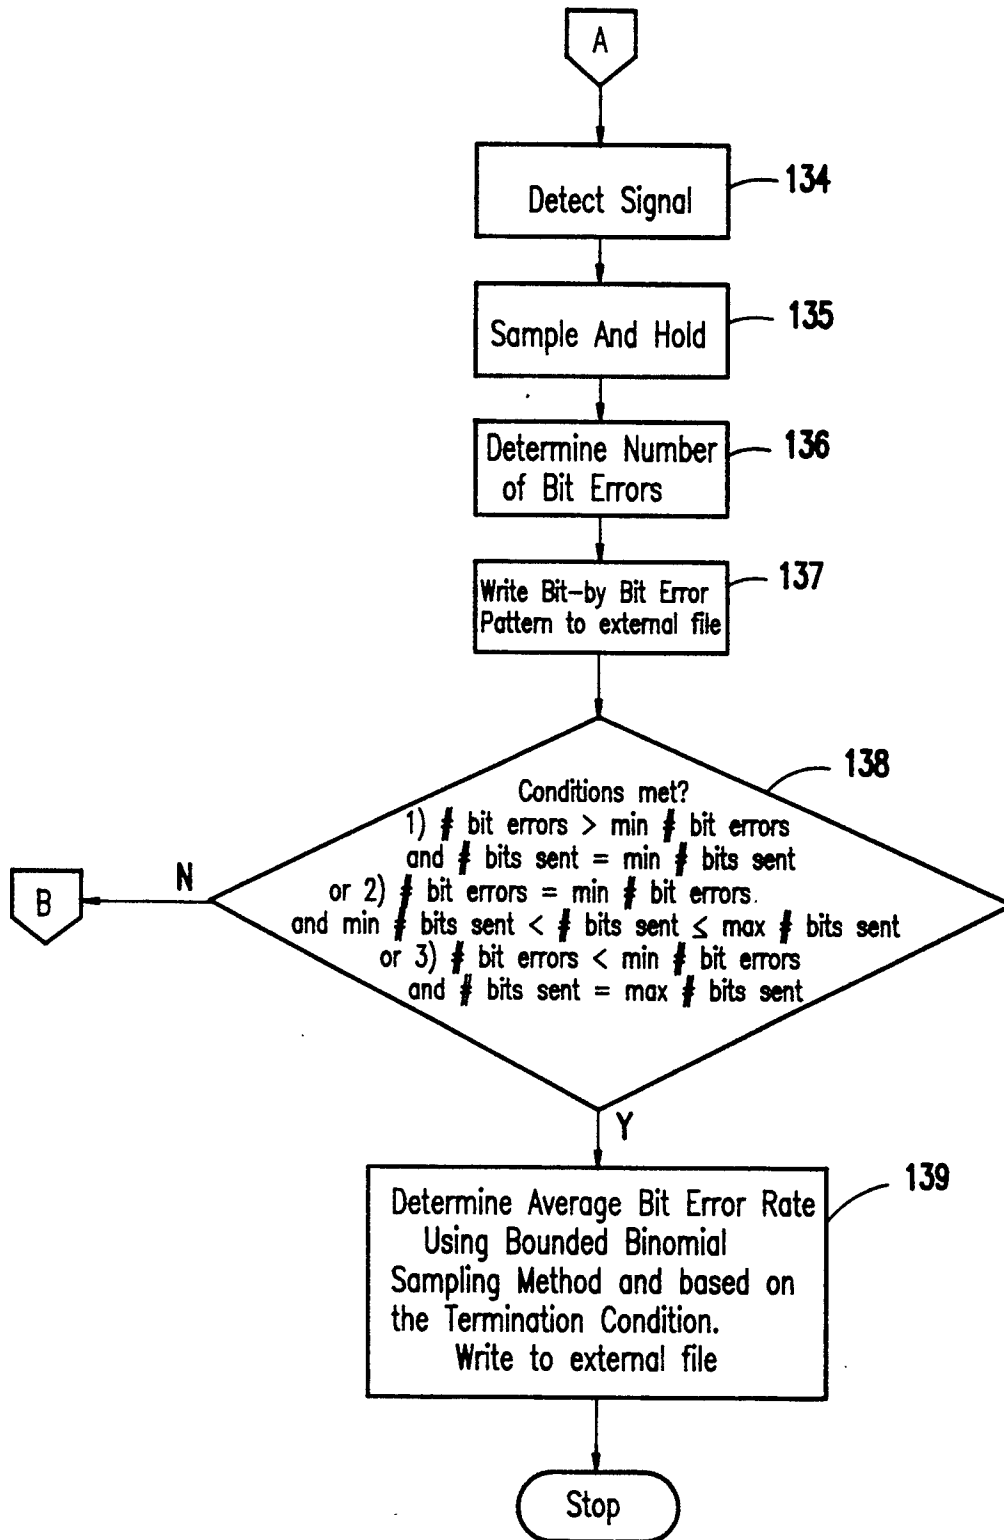 A
134
Detect Signal
135
Sample And Hold
136
Determine Number
of Bit Errors
137
Write Bit-by Bit Error
Pattern to external file
138
Conditions met?
1) # bit errors > min # bit errors
and # bits sent = min # bits sent
or 2) # bit errors = min # bit errors.
and min # bits sent < # bits sent ≤ max # bits sent
or 3) # bit errors < min # bit errors
and # bits sent = max # bits sent
N
B
Y
139
Determine Average Bit Error Rate
Using Bounded Binomial
Sampling Method and based on
the Termination Condition.
Write to external file
Stop